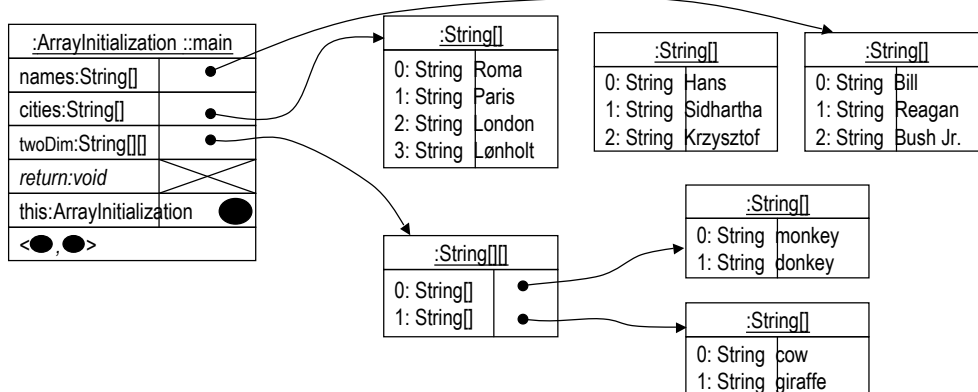 :ArrayInitialization ::main
names:String[]
cities:String[]
twoDim:String[][]
return:void
this:ArrayInitialization
< , >
:String[]
0: String Roma
1: String Paris
2: String London
3: String Lønholt
:String[]
0: String Hans
1: String Sidhartha
2: String Krzysztof
:String[]
0: String Bill
1: String Reagan
2: String Bush Jr.
:String[][]
0: String[]
1: String[]
:String[]
0: String monkey
1: String donkey
:String[]
0: String cow
1: String giraffe